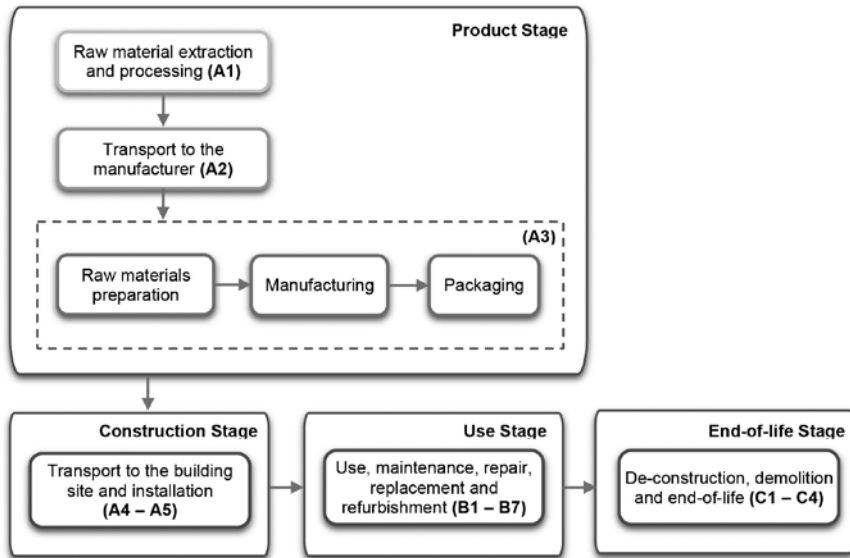 Product Stage
Raw material extraction
and processing (A1)
Transport to the
manufacturer (A2)
(A3)
Raw materials
preparation
Manufacturing
Packaging
Construction Stage
Transport to the building
site and installation
(A4 – A5)
Use Stage
Use, maintenance, repair,
replacement and
refurbishment (B1 – B7)
End-of-life Stage
De-construction, demolition
and end-of-life (C1 – C4)